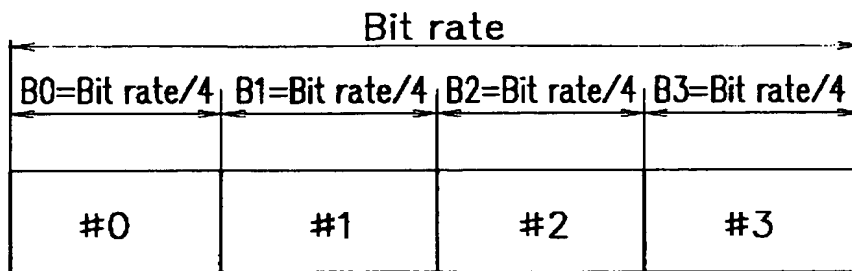 Bit rate
B0=Bit rate/4 B1=Bit rate/4 B2=Bit rate/4 B3=Bit rate/4
#0 #1 #2 #3